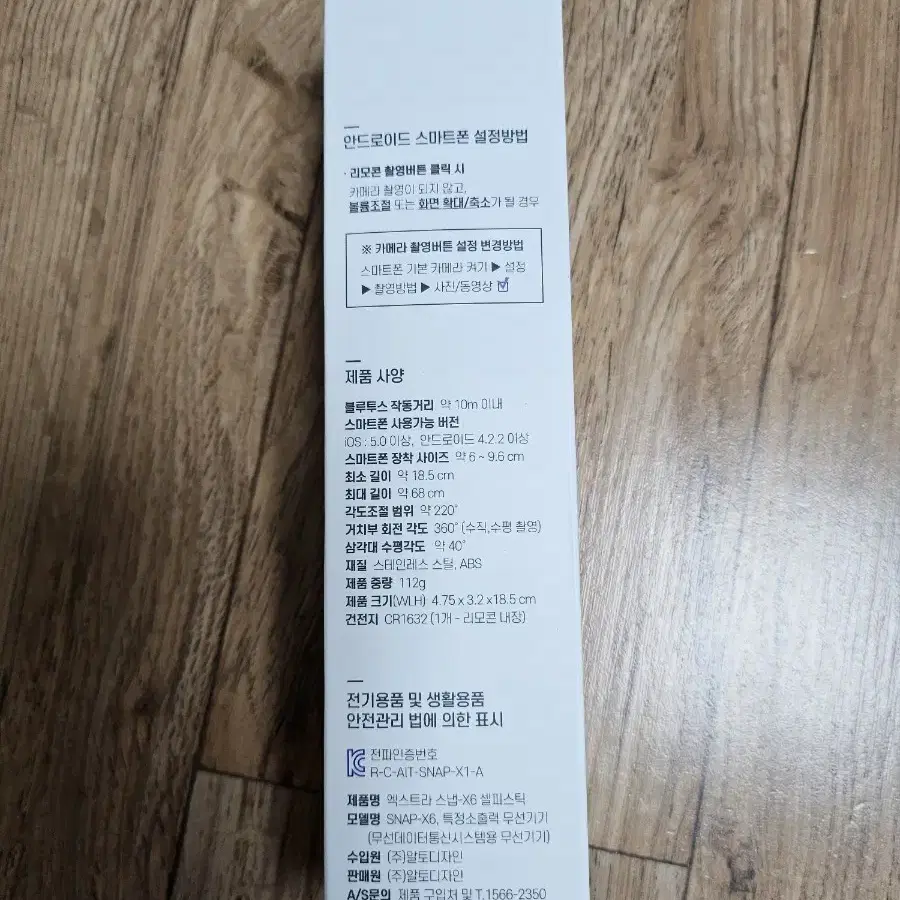 안드로이드 스마트폰 설정방법
· 리모콘 촬영버튼 클릭 시
카메라 촬영이 되지 않고,
볼륨조절 또는 화면 확대/축소가 될 경우
※ 카메라 촬영버튼 설정 변경방법
스마트폰 기본 카메라 켜기 ▶ 설정
▶ 촬영방법 ▶ 사진/동영상 ☑
제품 사양
블루투스 작동거리 약 10m 이내
스마트폰 사용가능 버전
iOS : 5.0 이상, 안드로이드 4.2.2 이상
스마트폰 장착 사이즈 약 6 ~ 9.6 cm
최소 길이 약 18.5 cm
최대 길이 약 68 cm
각도조절 범위 약 220°
거치부 회전 각도 360° (수직,수평 촬영)
삼각대 수평각도 약 40°
재질 스테인레스 스틸, ABS
제품 중량 112g
제품 크기(WLH) 4.75 x 3.2 x18.5 cm
건전지 CR1632 (1개 - 리모콘 내장)
전기용품 및 생활용품
안전관리 법에 의한 표시
전파인증번호
R-C-AIT-SNAP-X1-A
제품명 엑스트라 스냅-X6 셀피스틱
모델명 SNAP-X6, 특정소출력 무선기기
(무선데이터통신시스템용 무선기기)
수입원 (주)알토디자인
판매원 (주)알토디자인
A/S문의 제품 구입처 및 T.1566-2350